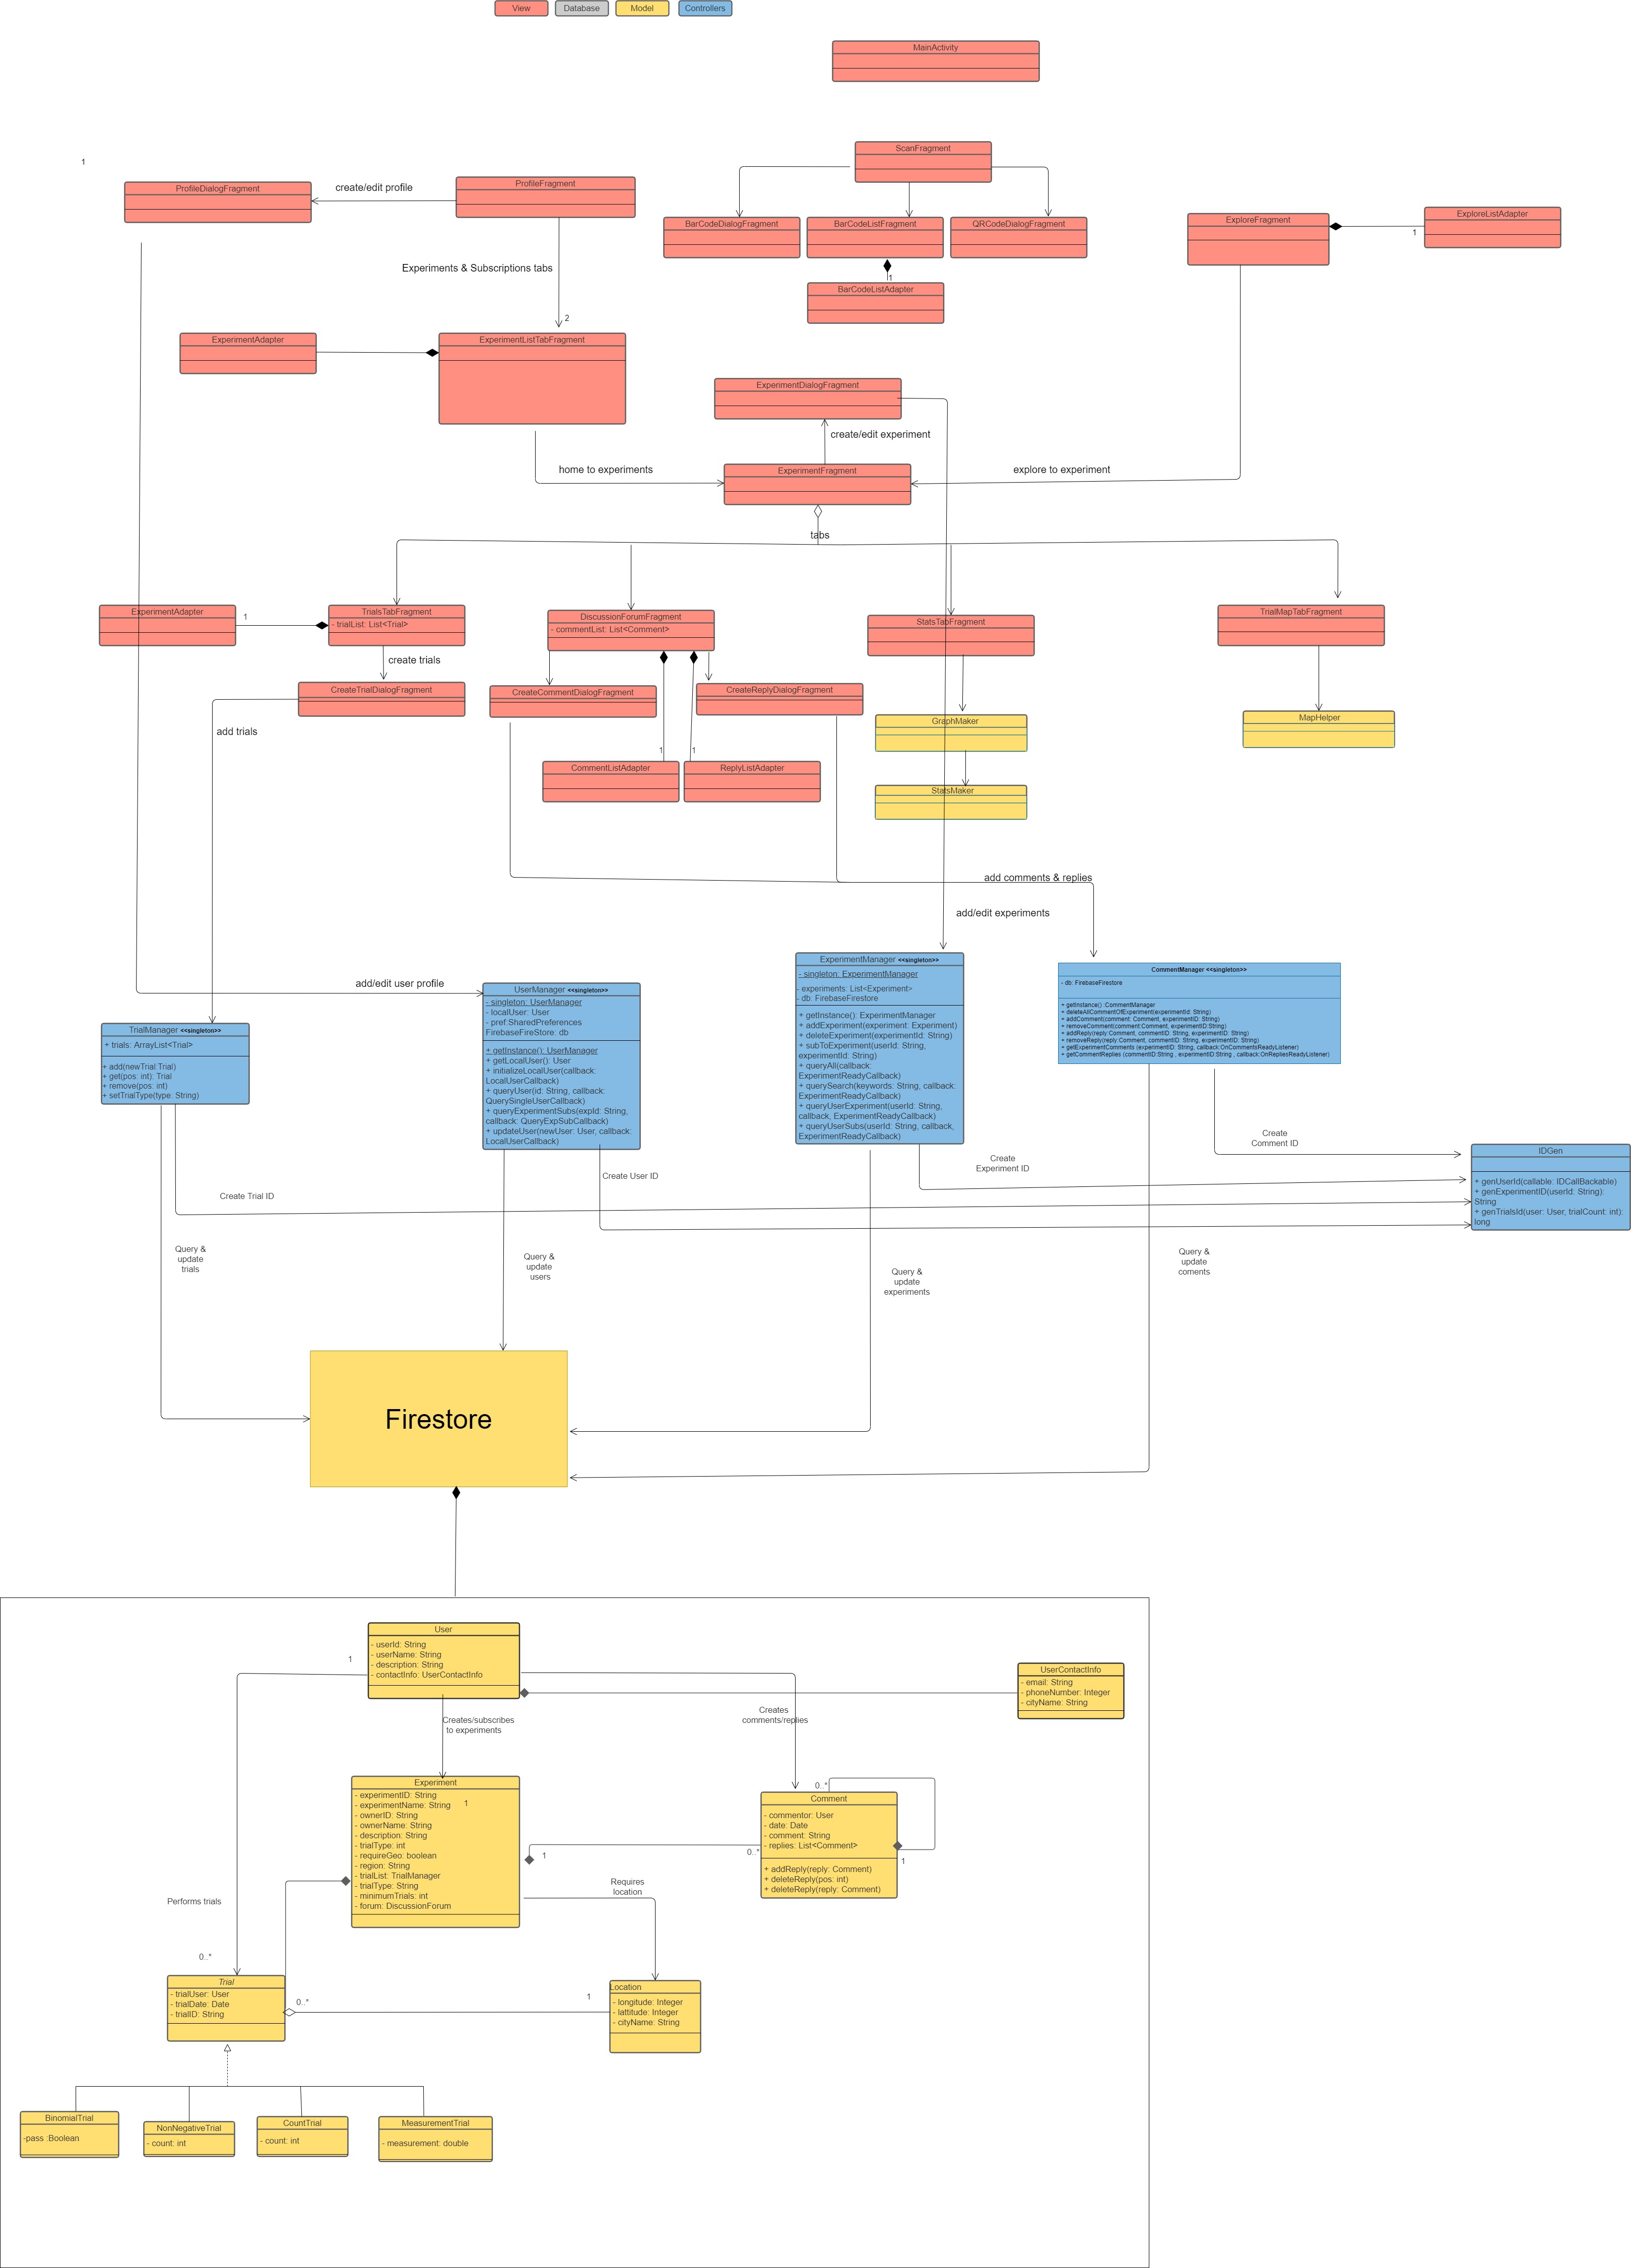 View
Database
Model
Controllers
MainActivity
ScanFragment
1
ProfileDialogFragment
create/edit profile
ProfileFragment
BarCodeDialogFragment
BarCodeListFragment
QRCodeDialogFragment
ExploreFragment
1
ExploreListAdapter
Experiments & Subscriptions tabs
1
BarCodeListAdapter
2
ExperimentAdapter
ExperimentListTabFragment
ExperimentDialogFragment
create/edit experiment
home to experiments
ExperimentFragment
explore to experiment
tabs
ExperimentAdapter
1
TrialsTabFragment
- trialList: List<Trial>
DiscussionForumFragment
- commentList: List<Comment>
StatsTabFragment
TrialMapTabFragment
create trials
CreateTrialDialogFragment
CreateCommentDialogFragment
CreateReplyDialogFragment
add trials
GraphMaker
MapHelper
1
1
CommentListAdapter
ReplyListAdapter
StatsMaker
add comments & replies
add/edit experiments
add/edit user profile
TrialManager <<singleton>>
+ trials: ArrayList<Trial>
+ add(newTrial:Trial)
+ get(pos: int): Trial
+ remove(pos: int)
+ setTrialType(type: String)
UserManager <<singleton>>
- singleton: UserManager
- localUser: User
- pref:SharedPreferences
FirebaseFireStore: db
+ getInstance(): UserManager
+ getLocalUser(): User
+ initializeLocalUser(callback:
LocalUserCallback)
+ queryUser(id: String, callback:
QuerySingleUserCallback)
+ queryExperimentSubs(expId: String,
callback: QueryExpSubCallback)
+ updateUser(newUser: User, callback:
LocalUserCallback)
ExperimentManager <<singleton>>
- singleton: ExperimentManager
- experiments: List<Experiment>
- db: FirebaseFirestore
+ getInstance(): ExperimentManager
+ addExperiment(experiment: Experiment)
+ deleteExperiment(experimentId: String)
+ subToExperiment(userId: String,
experimentId: String)
+ queryAll(callback:
ExperimentReadyCallback)
+ querySearch(keywords: String, callback:
ExperimentReadyCallback)
+ queryUserExperiment(userId: String,
callback, ExperimentReadyCallback)
+ queryUserSubs(userId: String, callback,
ExperimentReadyCallback)
CommentManager <<singleton>>
- db: FirebaseFirestore
+ getInstance() :CommentManager
+ deleteAllCommentOfExperiment(experimentId: String)
+ addComment(comment: Comment, experimentID: String)
+ removeComment(comment:Comment, experimentID:String)
+ addReply(reply:Comment, commentID: String, experimentID: String)
+ removeReply(reply:Comment, commentID: String, experimentID: String)
+ getExperimentComments (experimentID: String, callback:OnCommentsReadyListener)
+ getCommentReplies (commentID:String , experimentID:String , callback:OnRepliesReadyListener)
Create
Comment ID
Create
Experiment ID
Create User ID
Create Trial ID
IDGen
+ genUserId(callable: IDCallBackable)
+ genExperimentID(userId: String):
String
+ genTrialsId(user: User, trialCount: int):
long
Query &
update
trials
Query &
update
users
Query &
update
experiments
Query &
update
coments
Firestore
User
- userId: String
- userName: String
- description: String
- contactInfo: UserContactInfo
1
UserContactInfo
- email: String
- phoneNumber: Integer
- cityName: String
Creates/subscribes
to experiments
Creates
comments/replies
Experiment
- experimentID: String
- experimentName: String
1
- ownerID: String
- ownerName: String
- description: String
- trialType: int
- requireGeo: boolean
- region: String
- trialList: TrialManager
- trialType: String
- minimumTrials: int
- forum: DiscussionForum
0..*
Comment
- commentor: User
- date: Date
- comment: String
- replies: List<Comment>
+ addReply(reply: Comment)
+ deleteReply(pos: int)
+ deleteReply(reply: Comment)
1
0..*
1
Requires
location
Performs trials
0..*
Trial
- trialUser: User
- trialDate: Date
- trialID: String
0..*
1
Location
- longitude: Integer
- lattitude: Integer
- cityName: String
BinomialTrial
-pass :Boolean
NonNegativeTrial
- count: int
CountTrial
- count: int
MeasurementTrial
- measurement: double